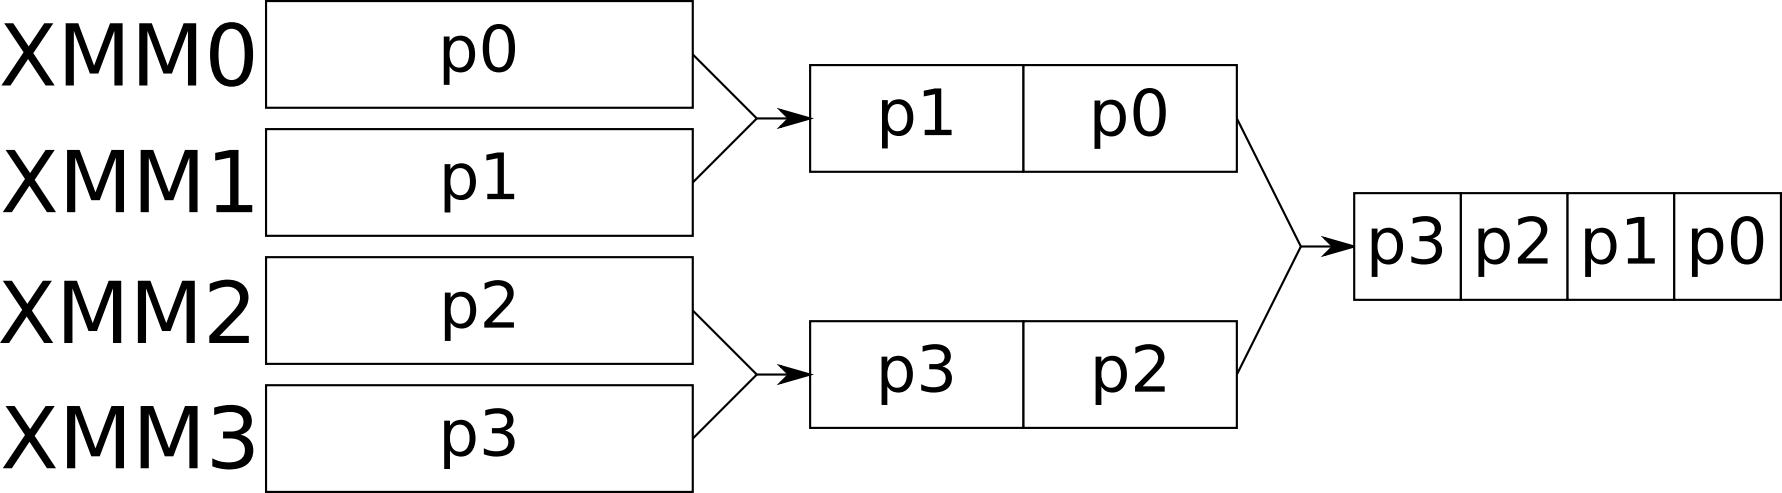 XMM0 p0
p1 p0
XMM1 p1
p3 p2 p1 p0
XMM2 p2
p3 p2
XMM3 p3